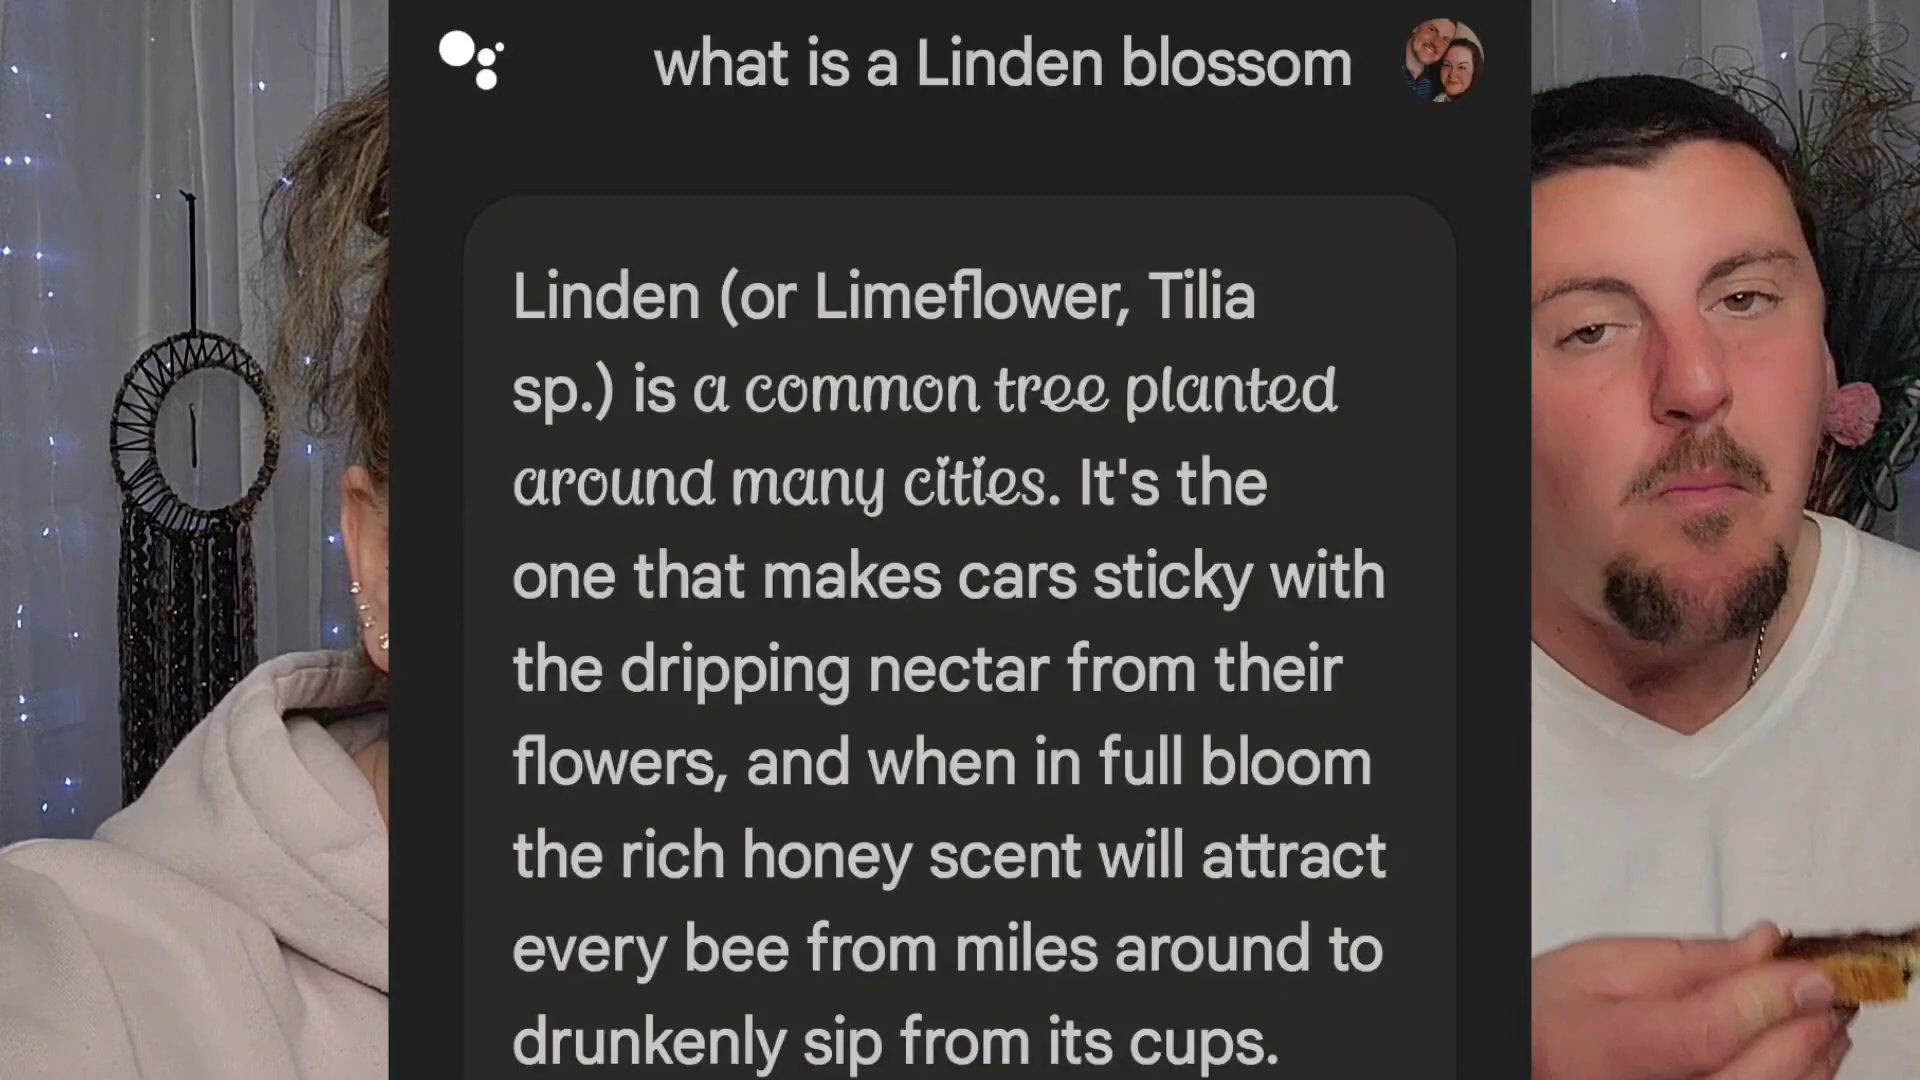 what is a Linden blossom
Linden (or Limeflower, Tilia
sp.) is a common tree planted
around many cities. It's the
one that makes cars sticky with
the dripping nectar from their
flowers, and when in full bloom
the rich honey scent will attract
every bee from miles around to
drunkenly sip from its cups.